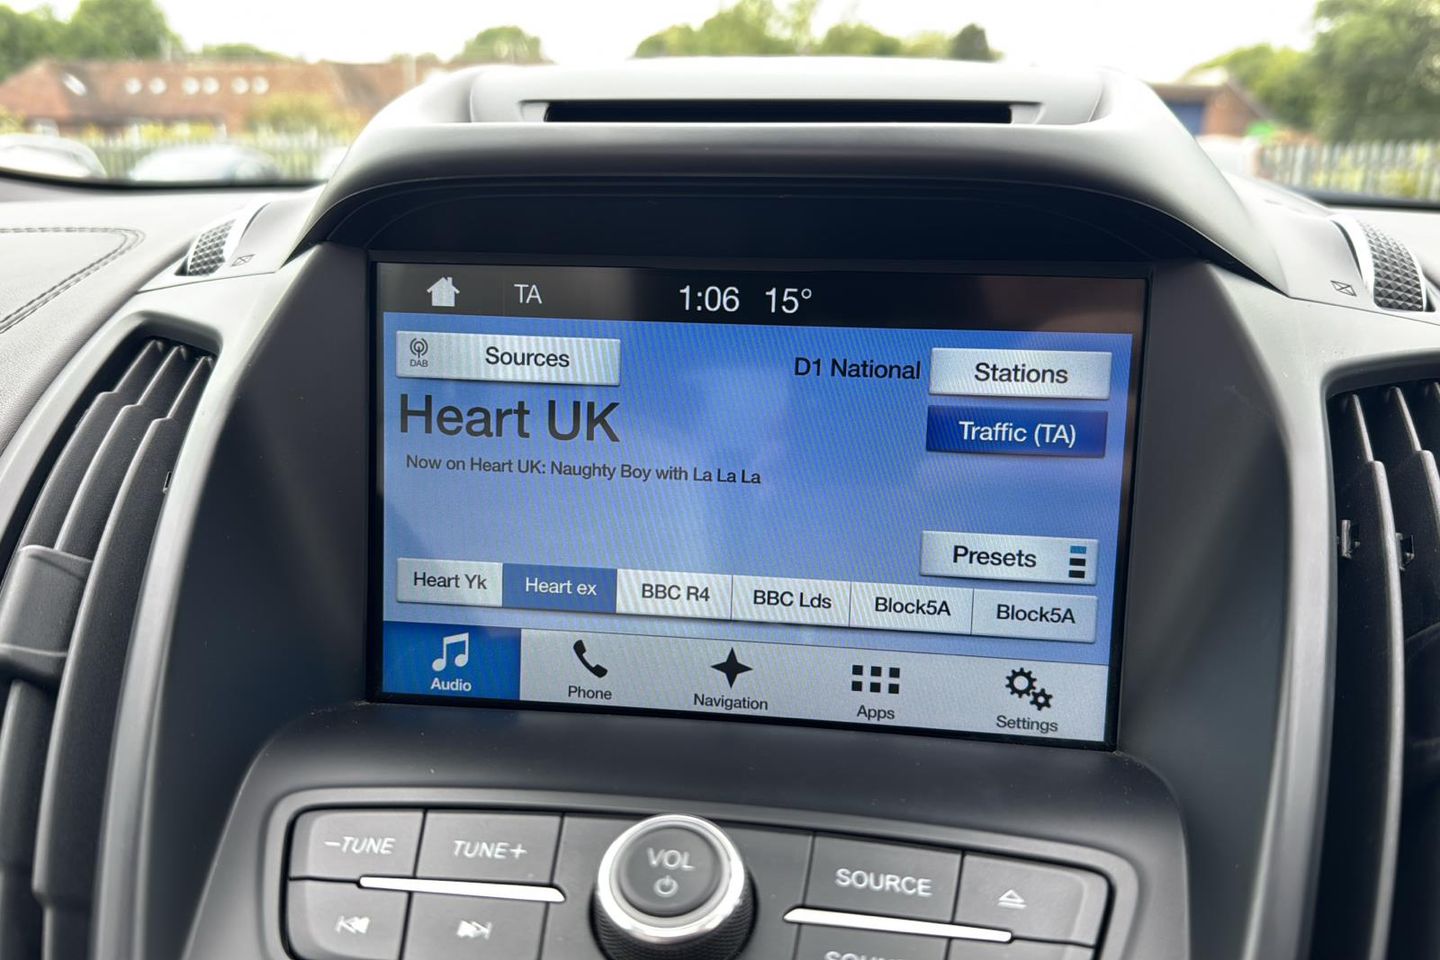 TA 1:06 15°
DAB Sources D1 National Stations
Heart UK
Traffic (TA)
Now on Heart UK: Naughty Boy with La La La
Presets
Heart Yk Heart ex BBC R4 BBC Lds Block5A Block5A
Audio Phone Navigation Apps Settings
–TUNE TUNE+ VOL SOURCE